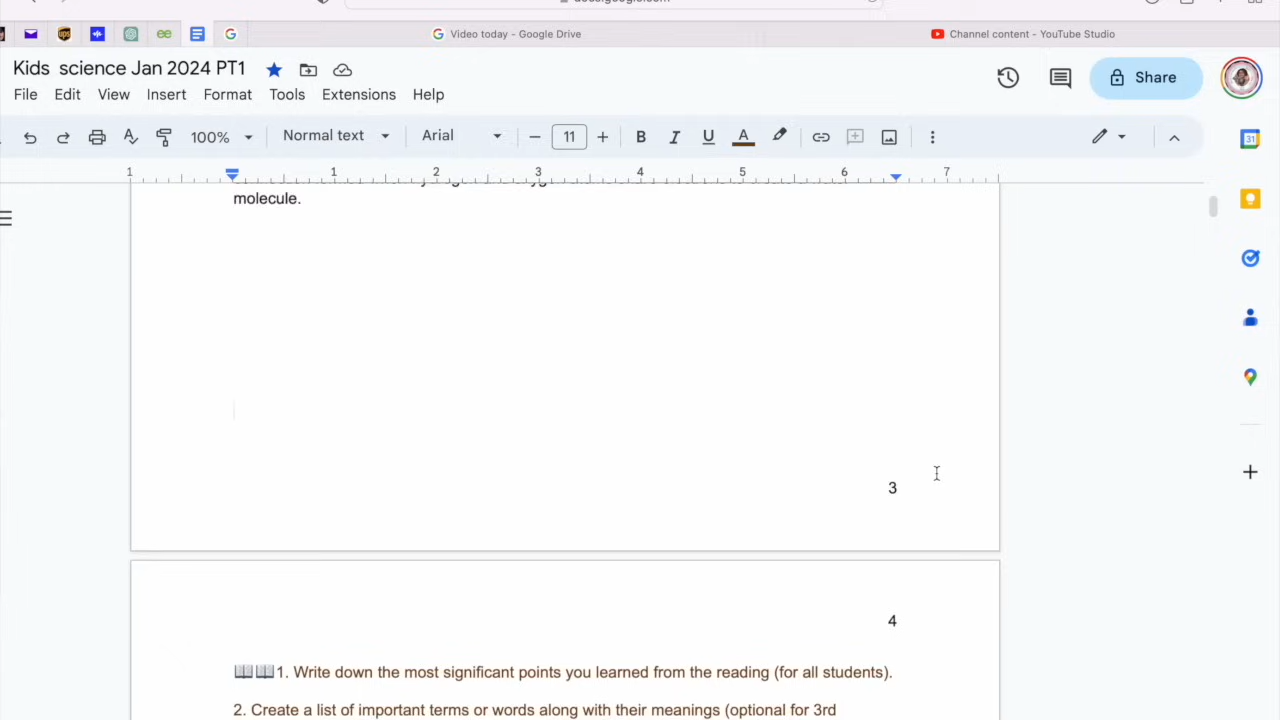 Video today - Google Drive
Channel content - YouTube Studio
Kids science Jan 2024 PT1
Share
File Edit View Insert Format Tools Extensions Help
100% Normal text Arial 11 B I U A
1 1 2 3 4 5 6 7
31
molecule.
3
4
1. Write down the most significant points you learned from the reading (for all students).
2. Create a list of important terms or words along with their meanings (optional for 3rd